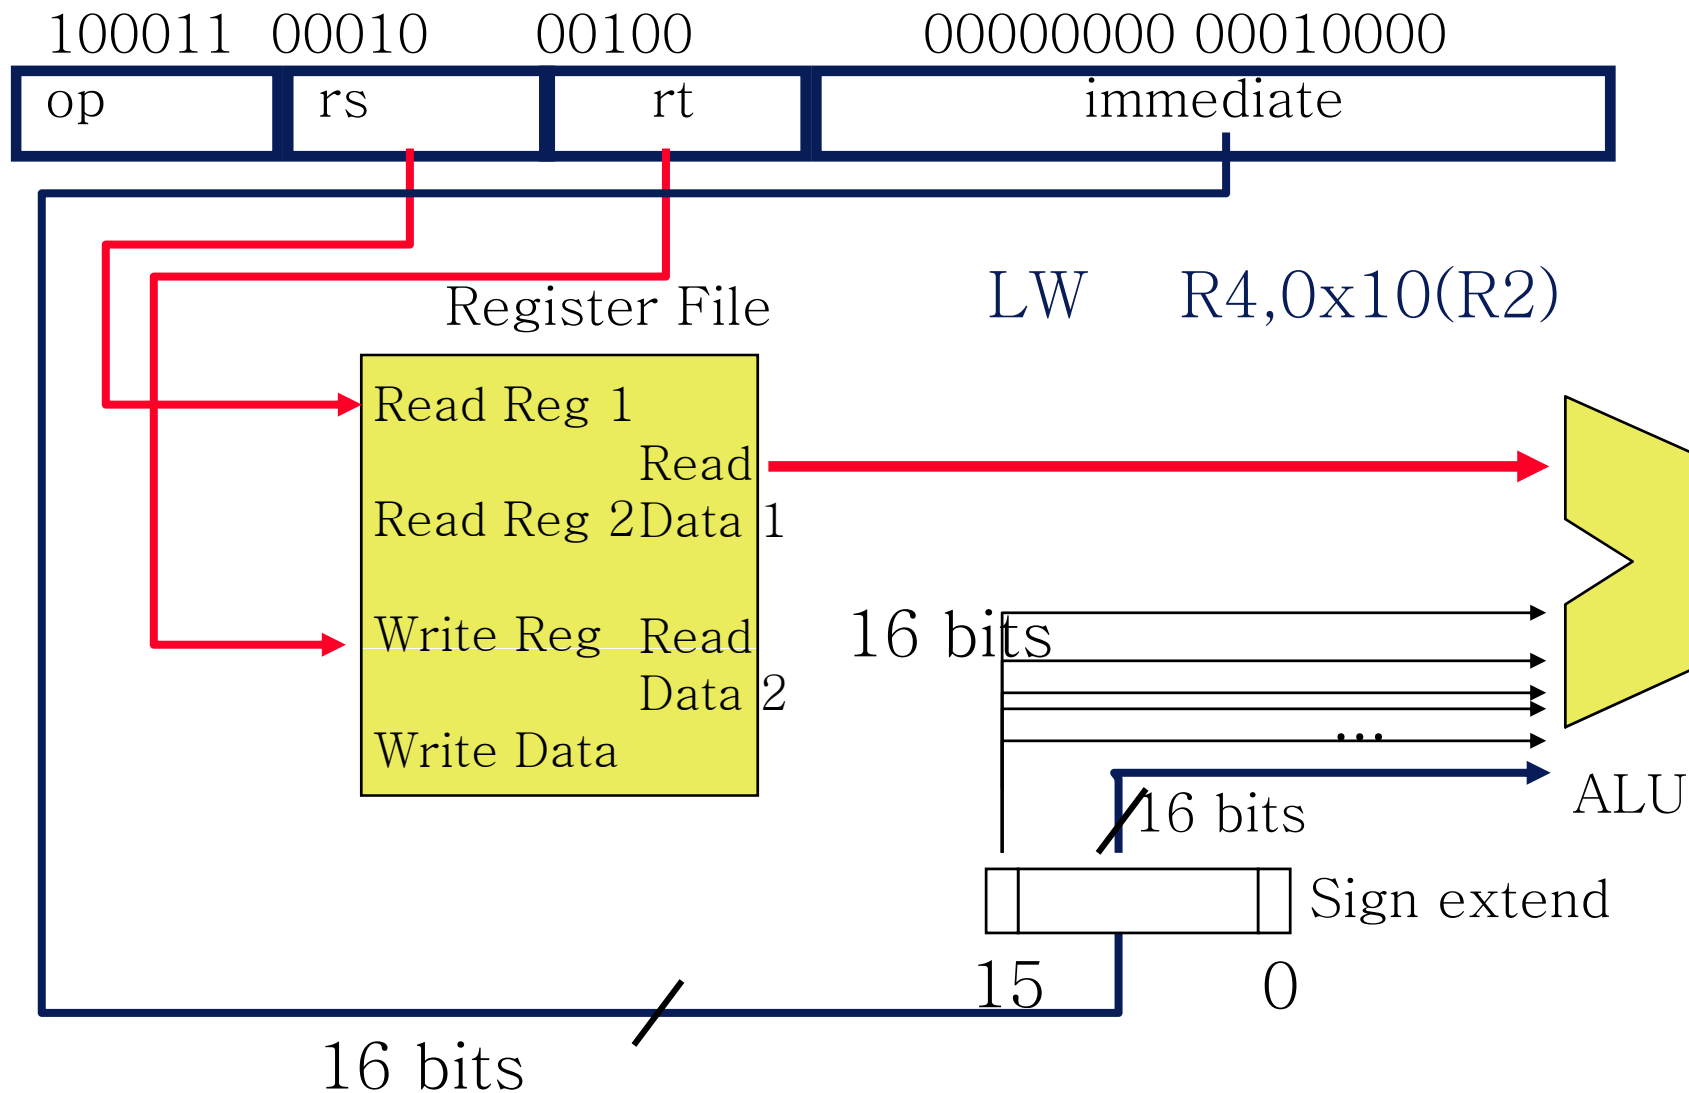 100011 00010 00100 00000000 00010000
op rs rt immediate
LW R4,0x10(R2)
Register File
Read Reg 1
Read
Data 1
Read Reg 2
Write Reg
Read
Data 2
Write Data
16 bits
...
16 bits
ALU
Sign extend
15 0
16 bits